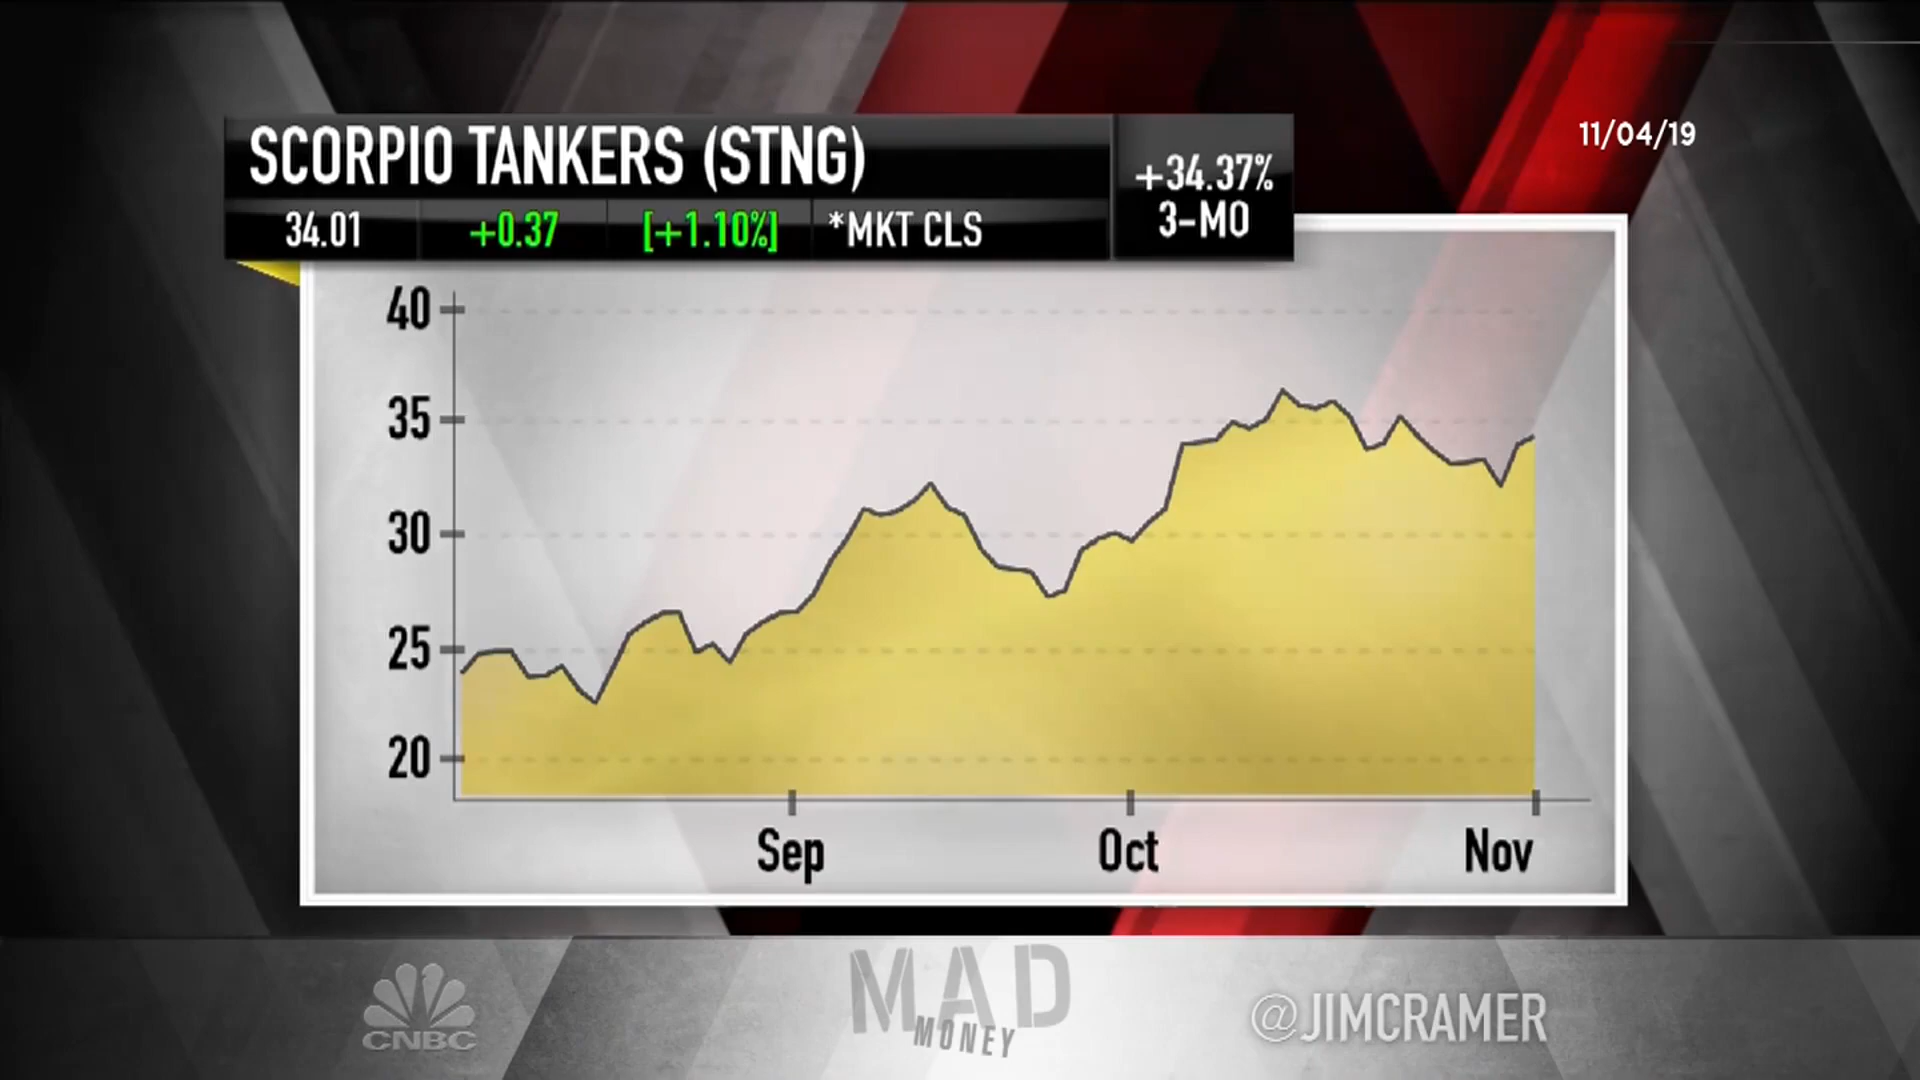 SCORPIO TANKERS (STNG)
34.01 +0.37 [+1.10%] *MKT CLS
+34.37%
3-MO
11/04/19
40
35
30
25
20
Sep Oct Nov
CNBC
MAD
MONEY
@JIMCRAMER